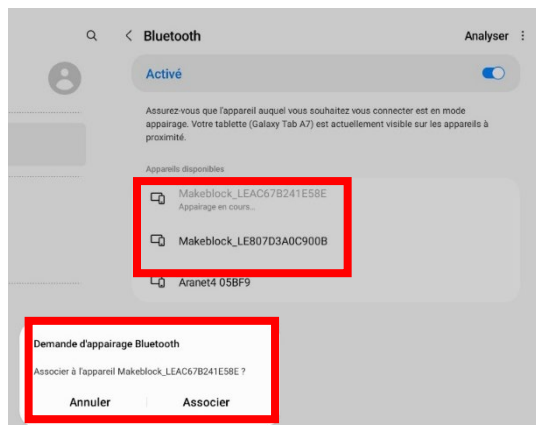 Bluetooth
Analyser
Activé
Assurez-vous que l'appareil auquel vous souhaitez vous connecter est en mode
appairage. Votre tablette (Galaxy Tab A7) est actuellement visible sur les appareils à
proximité.
Appareils disponibles
Makeblock_LEAC67B241E58E
Appairage en cours...
Makeblock_LE807D3A0C900B
Aranet4 05BF9
Demande d'appairage Bluetooth
Associer à l'appareil Makeblock_LEAC67B241E58E ?
Annuler
Associer